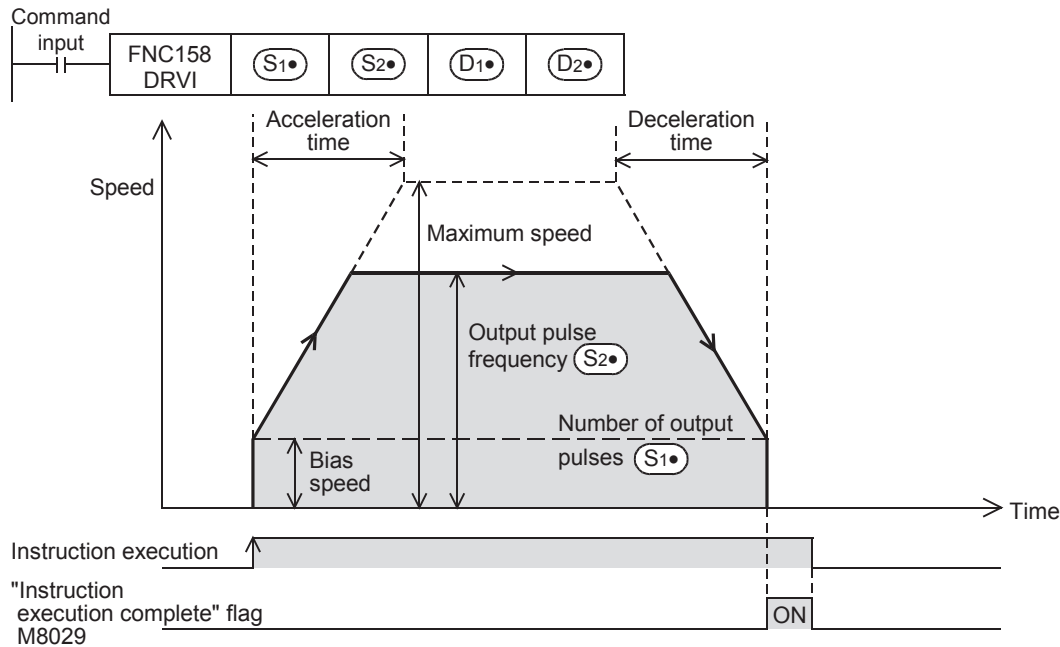 Command
input
FNC158
DRVI
S1•
S2•
D1•
D2•
Acceleration
time
Deceleration
time
Speed
Maximum speed
Output pulse
frequency S2•
Number of output
pulses S1•
Bias
speed
Time
Instruction execution
"Instruction
execution complete" flag
M8029
ON